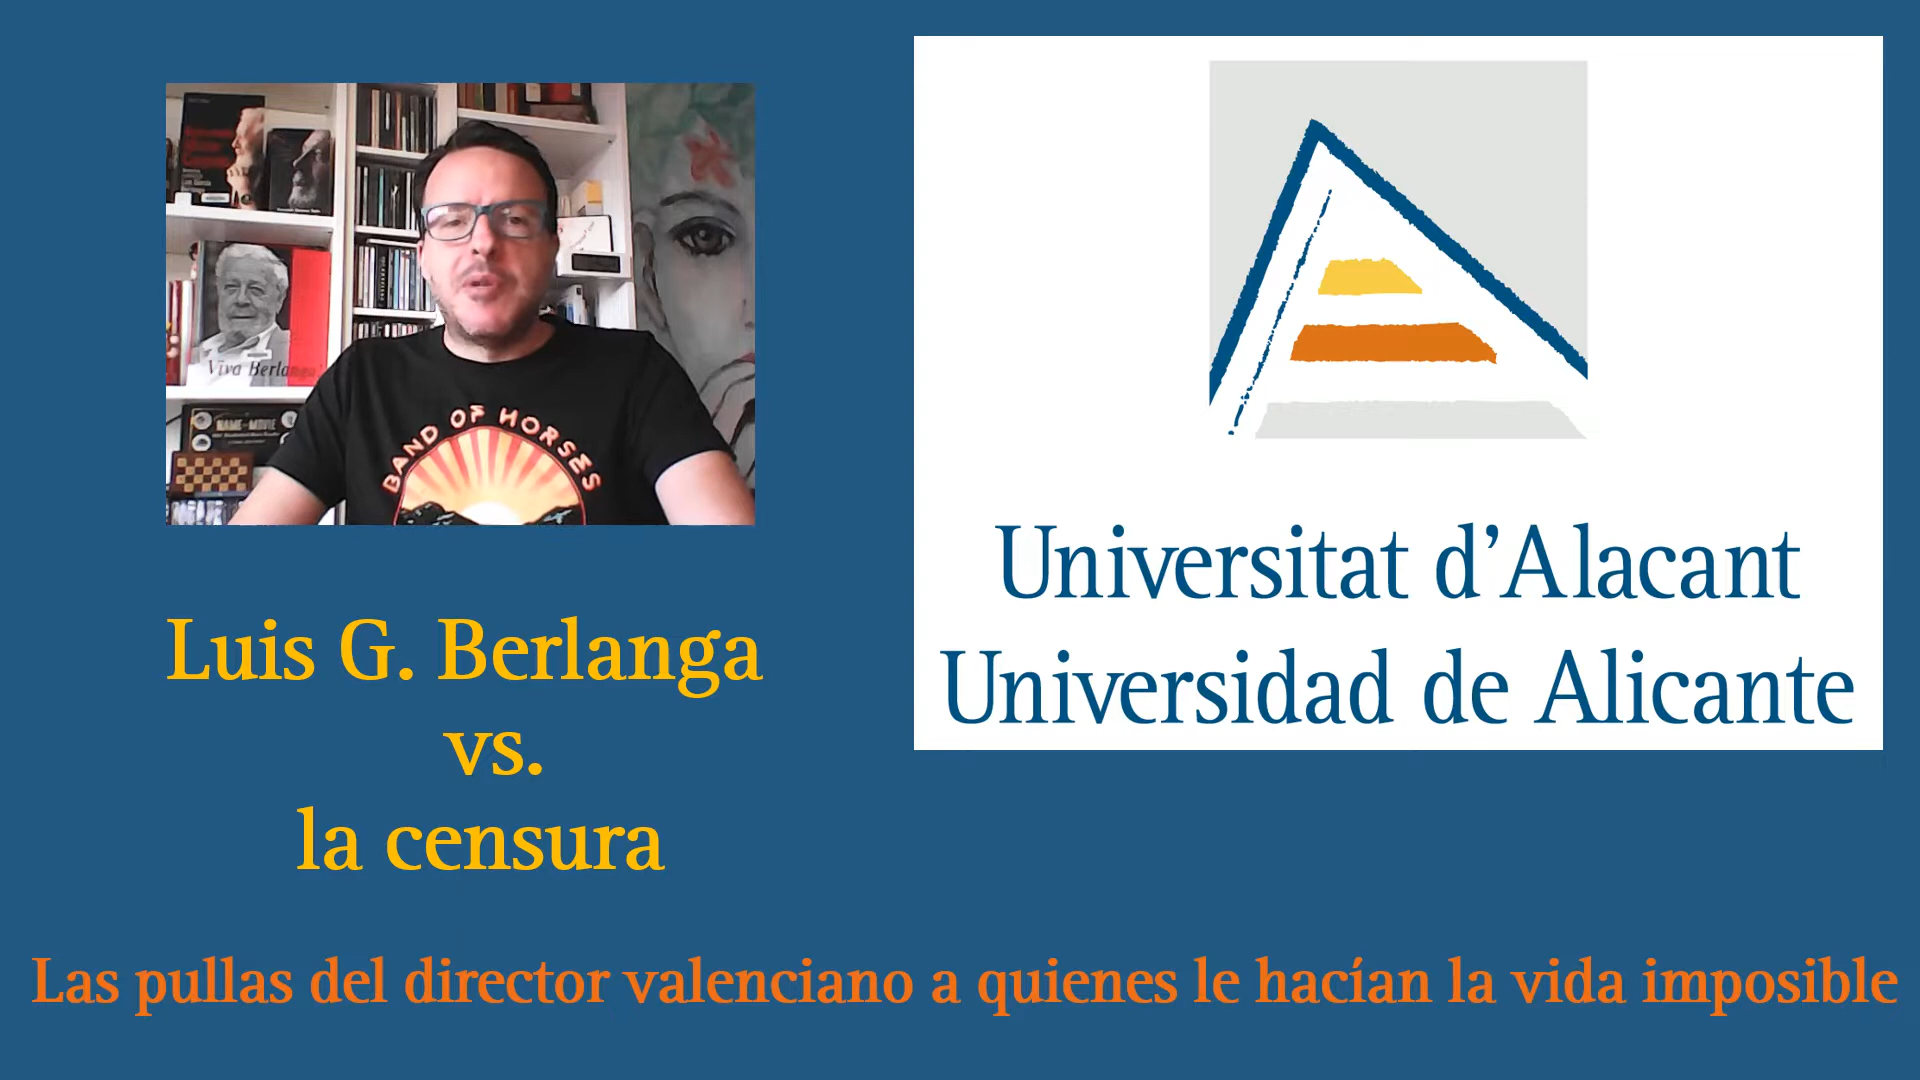 Viva Berlanga
BAND OF HORSES
Universitat d'Alacant
Universidad de Alicante
Luis G. Berlanga
vs.
la censura
Las pullas del director valenciano a quienes le hacían la vida imposible